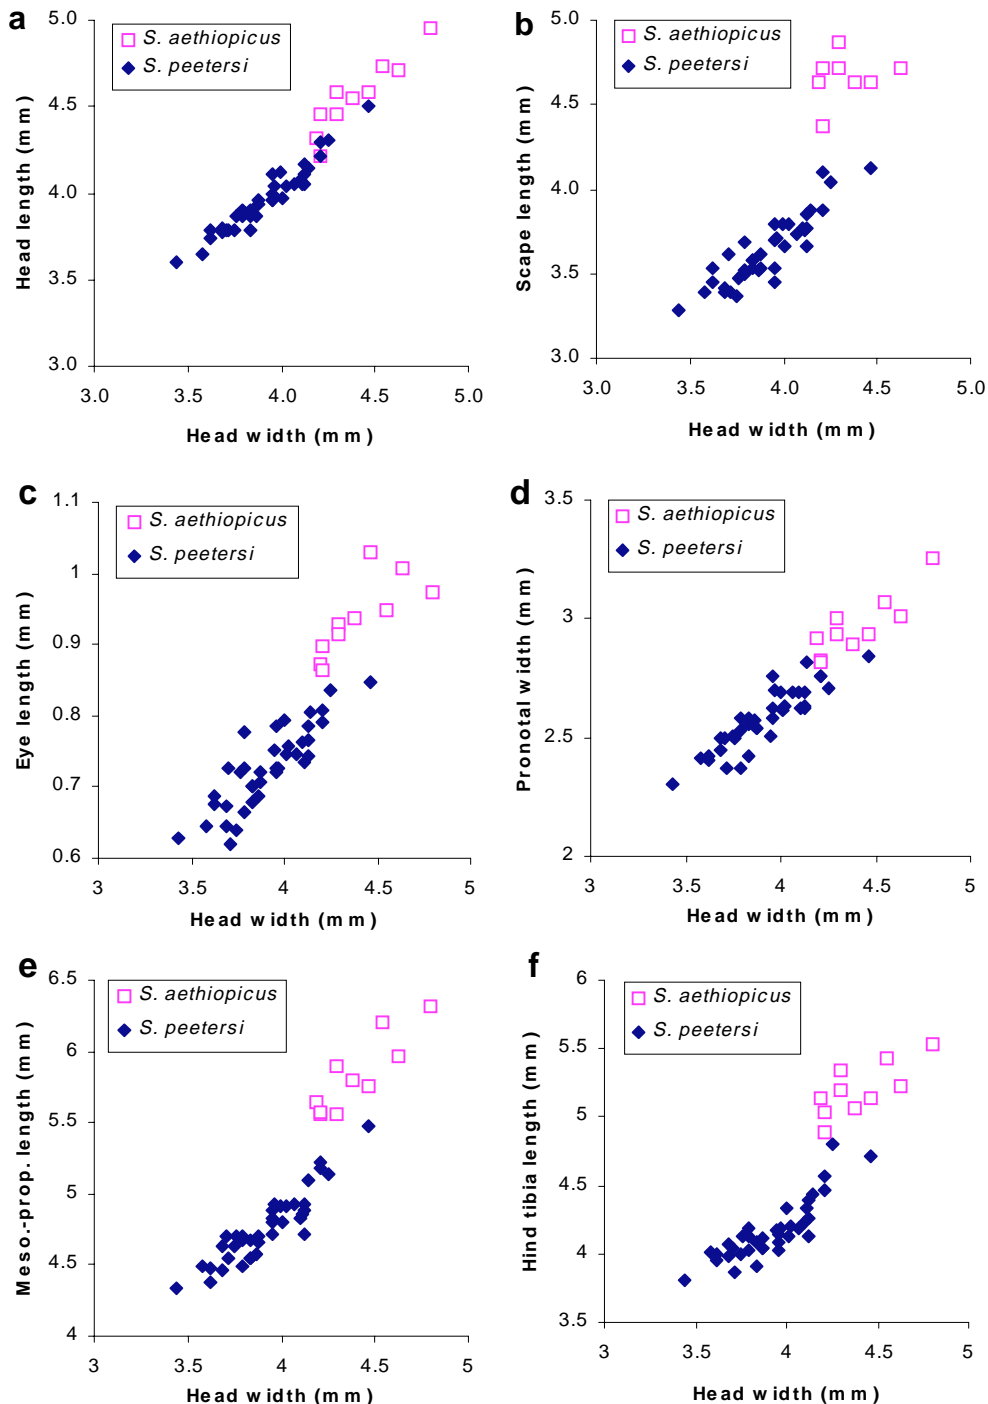 a
Head length (mm)
5.0
4.5
4.0
3.5
3.0
S. aethiopicus
S. peetersi
3.0 3.5 4.0 4.5 5.0
Head width (mm)
b
Scape length (mm)
5.0
4.5
4.0
3.5
3.0
S. aethiopicus
S. peetersi
3.0 3.5 4.0 4.5 5.0
Head width (mm)
c
Eye length (mm)
1.1
1
0.9
0.8
0.7
0.6
S. aethiopicus
S. peetersi
3 3.5 4 4.5 5
Head width (mm)
d
Pronotal width (mm)
3.5
3
2.5
2
S. aethiopicus
S. peetersi
3 3.5 4 4.5 5
Head width (mm)
e
Meso.-prop. length (mm)
6.5
6
5.5
5
4.5
4
S. aethiopicus
S. peetersi
3 3.5 4 4.5 5
Head width (mm)
f
Hind tibia length (mm)
6
5.5
5
4.5
4
3.5
S. aethiopicus
S. peetersi
3 3.5 4 4.5 5
Head width (mm)